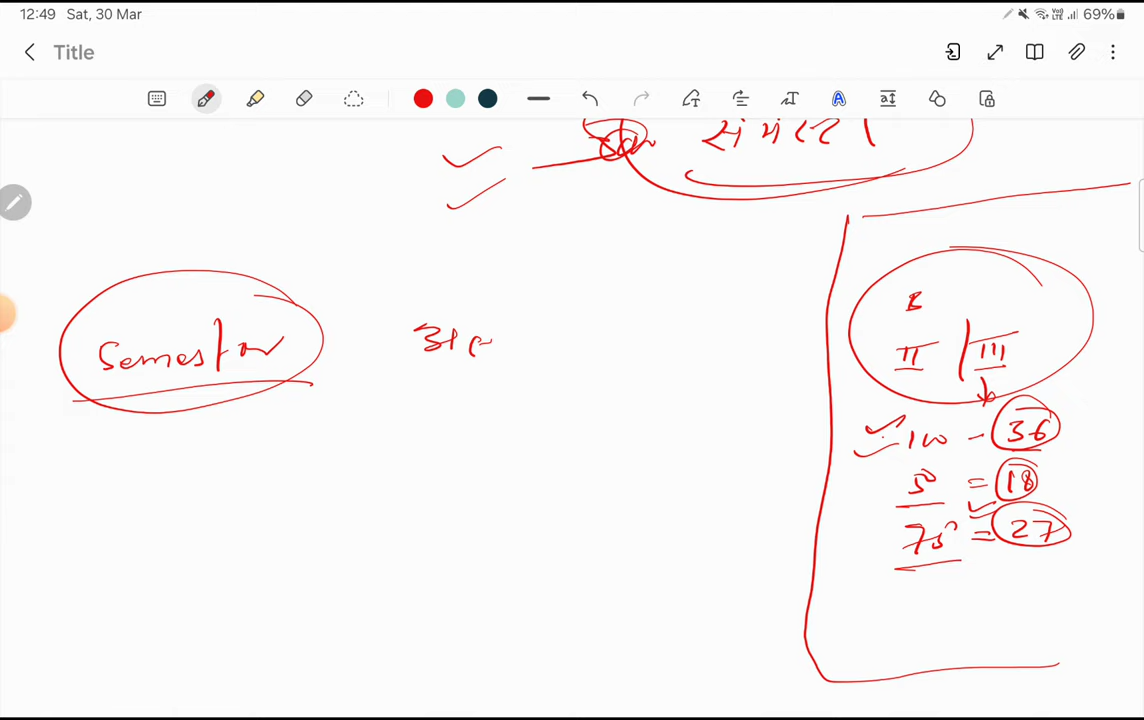 12:49 Sat, 30 Mar
69%
Title
Semester
II | III
100 - 36
50 = 18
75 = 27